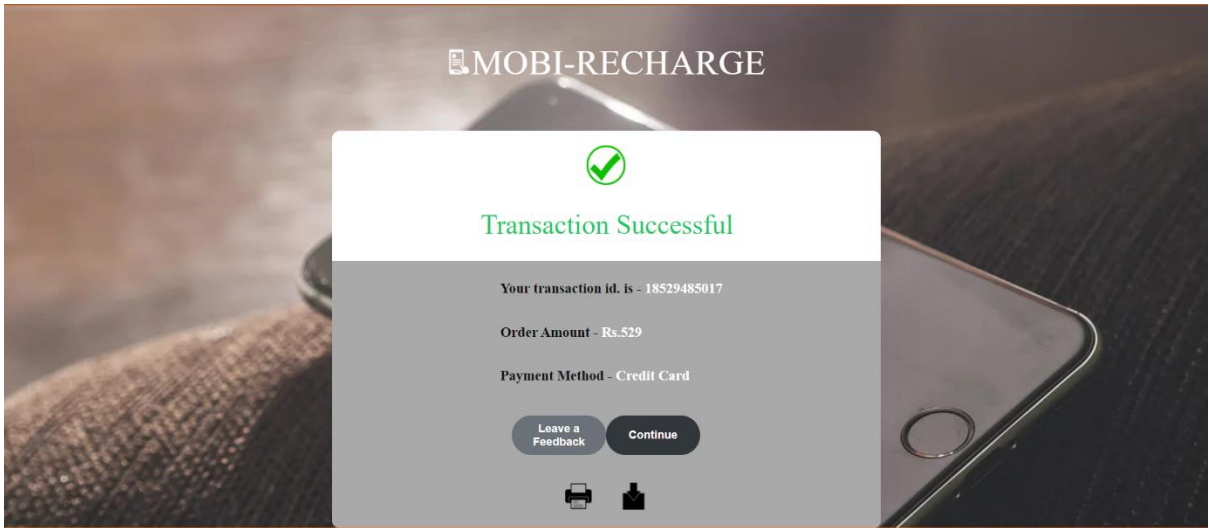 MOBI-RECHARGE
Transaction Successful
Your transaction id. is - 18529485017
Order Amount - Rs.529
Payment Method - Credit Card
Leave a
Feedback
Continue